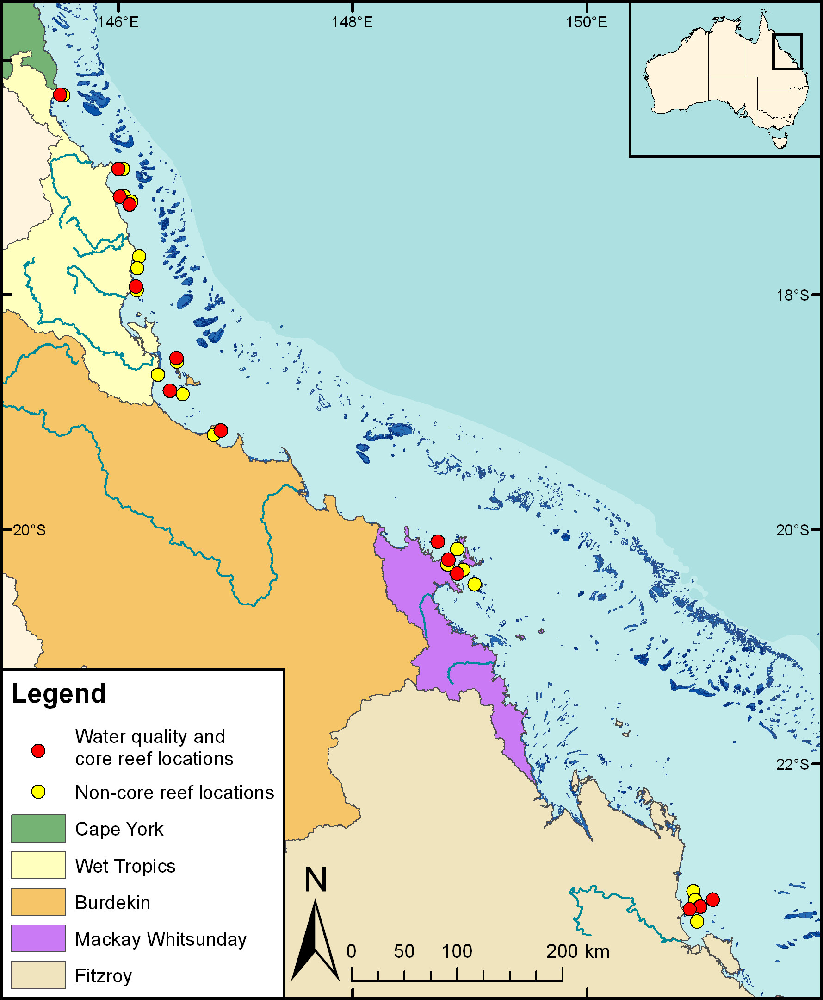 146°E
148°E
150°E
18°S
20°S
20°S
22°S
Legend
Water quality and
core reef locations
Non-core reef locations
Cape York
Wet Tropics
Burdekin
Mackay Whitsunday
Fitzroy
N
0 50 100 200 km